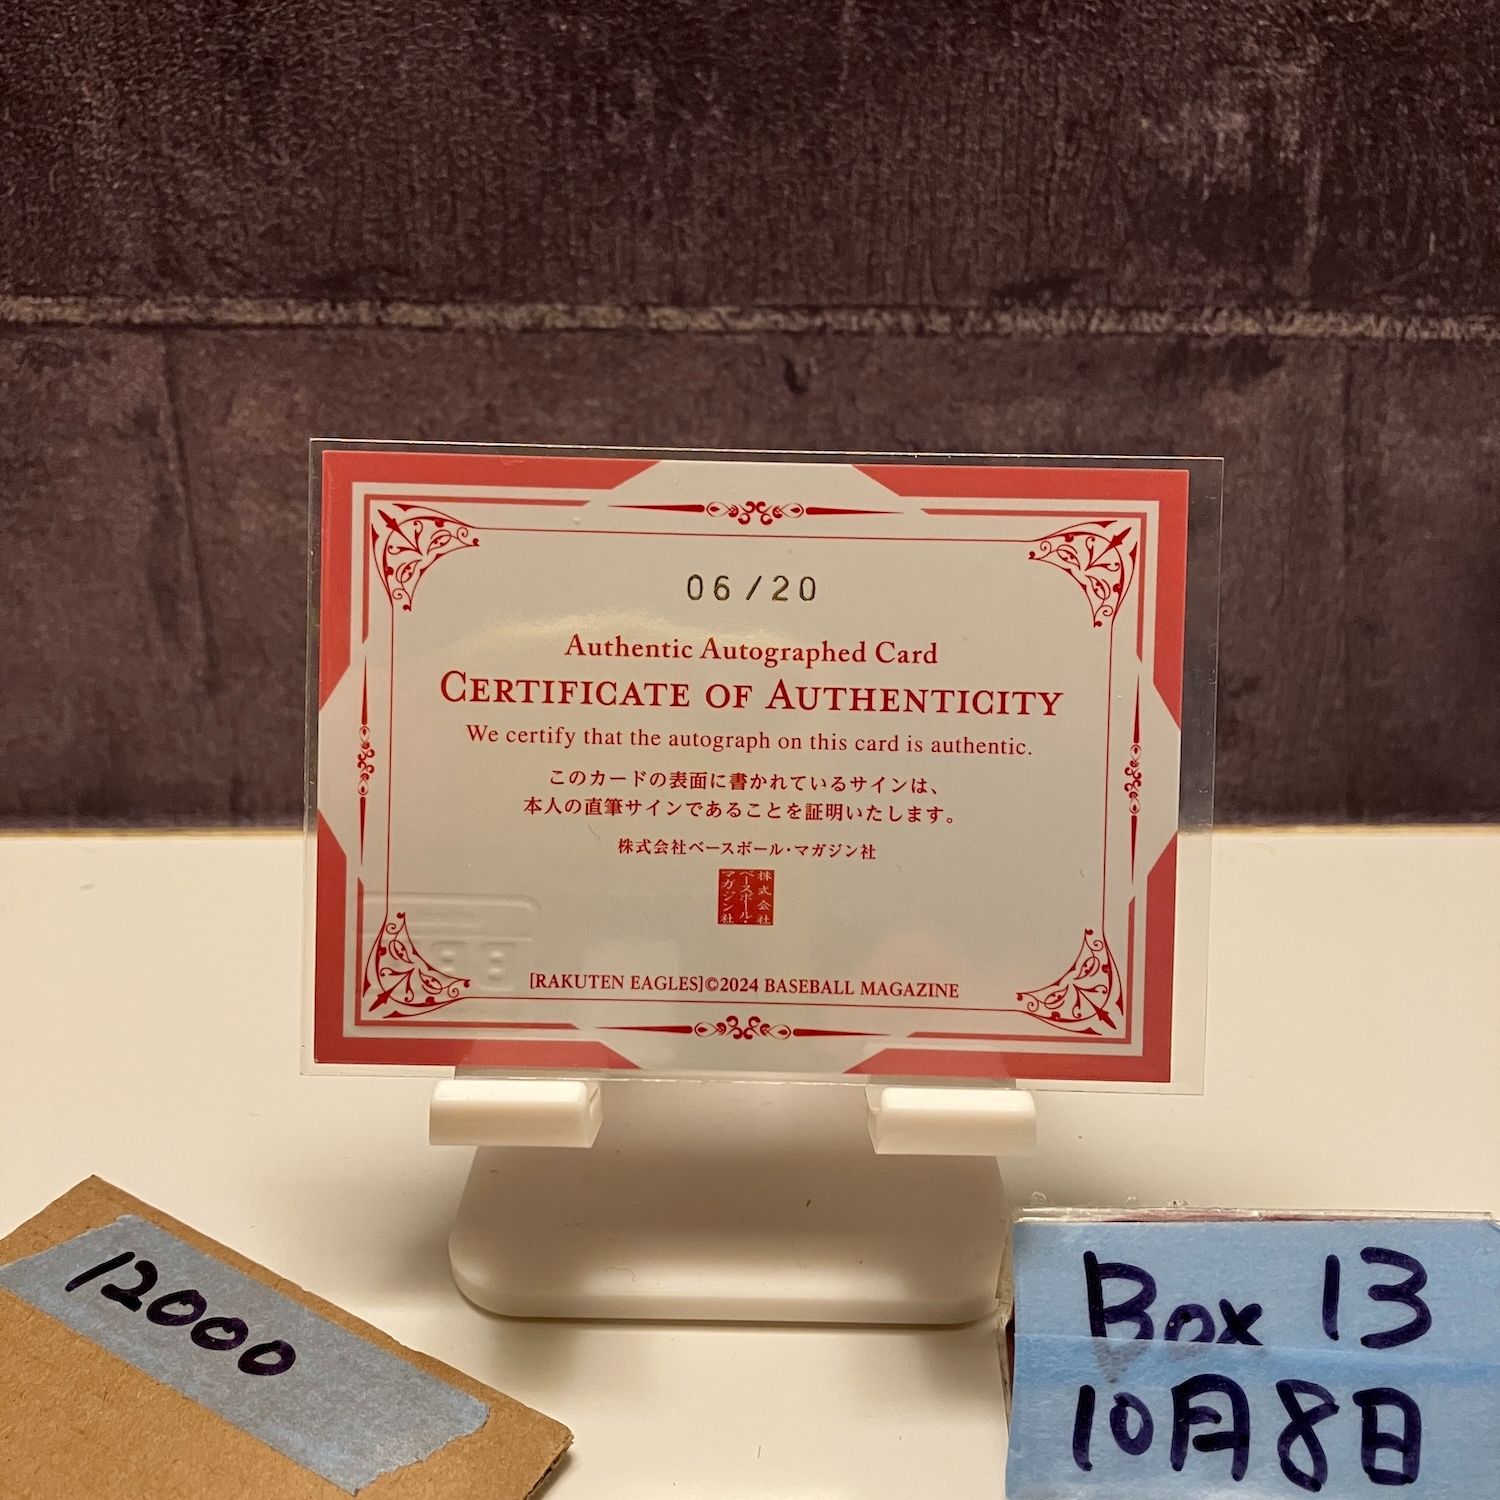 06/20
Authentic Autographed Card
CERTIFICATE OF AUTHENTICITY
We certify that the autograph on this card is authentic.
このカードの表面に書かれているサインは、
本人の直筆サインであることを証明いたします。
株式会社ベースボール・マガジン社
株式会社
ベースボール・
マガジン社
[RAKUTEN EAGLES]©2024 BASEBALL MAGAZINE
12000
Box 13
10月8日